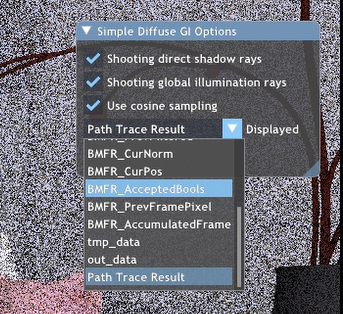 Simple Diffuse GI Options
Shooting direct shadow rays
Shooting global illumination rays
Use cosine sampling
Path Trace Result Displayed
BMFR_CurNorm
BMFR_CurPos
BMFR_AcceptedBools
BMFR_PrevFramePixel
BMFR_AccumulatedFrame
tmp_data
out_data
Path Trace Result